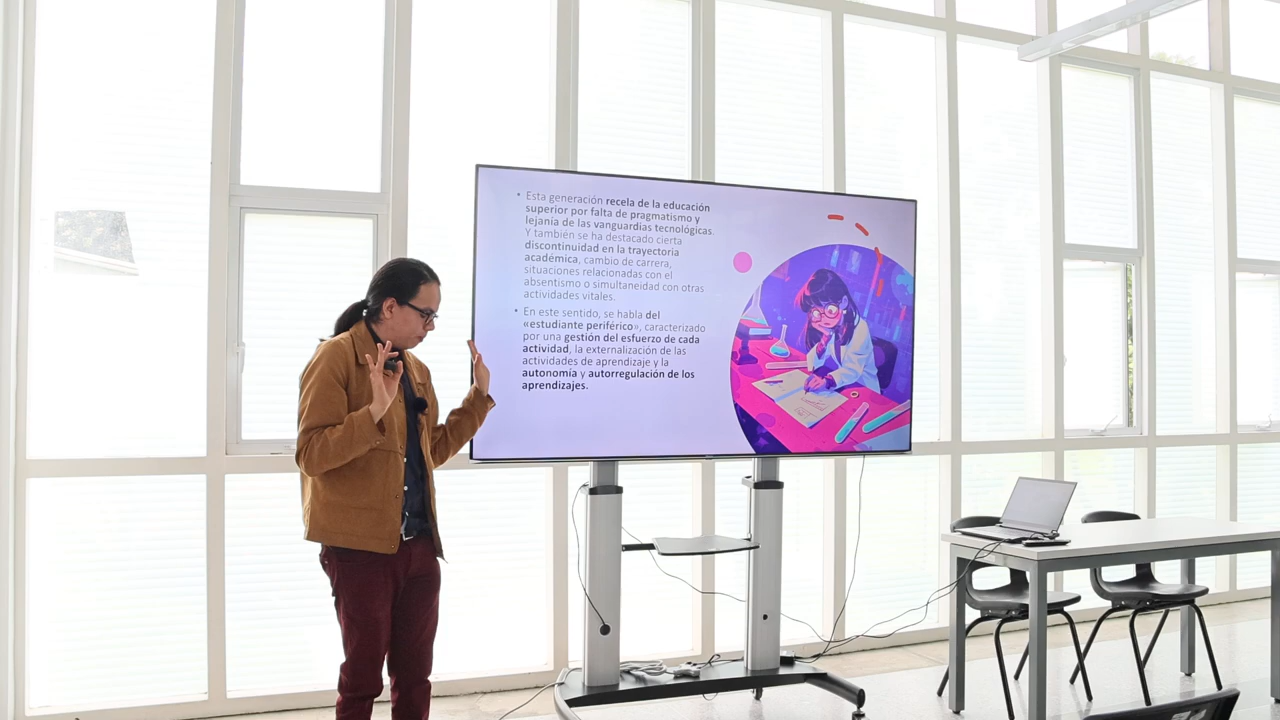 • Esta generación recela de la educación
superior por falta de pragmatismo y
lejanía de las vanguardias tecnológicas.
Y también se ha destacado cierta
discontinuidad en la trayectoria
académica, cambio de carrera,
situaciones relacionadas con el
absentismo o simultaneidad con otras
actividades vitales.
• En este sentido, se habla del
«estudiante periférico», caracterizado
por una gestión del esfuerzo de cada
actividad, la externalización de las
actividades de aprendizaje y la
autonomía y autorregulación de los
aprendizajes.